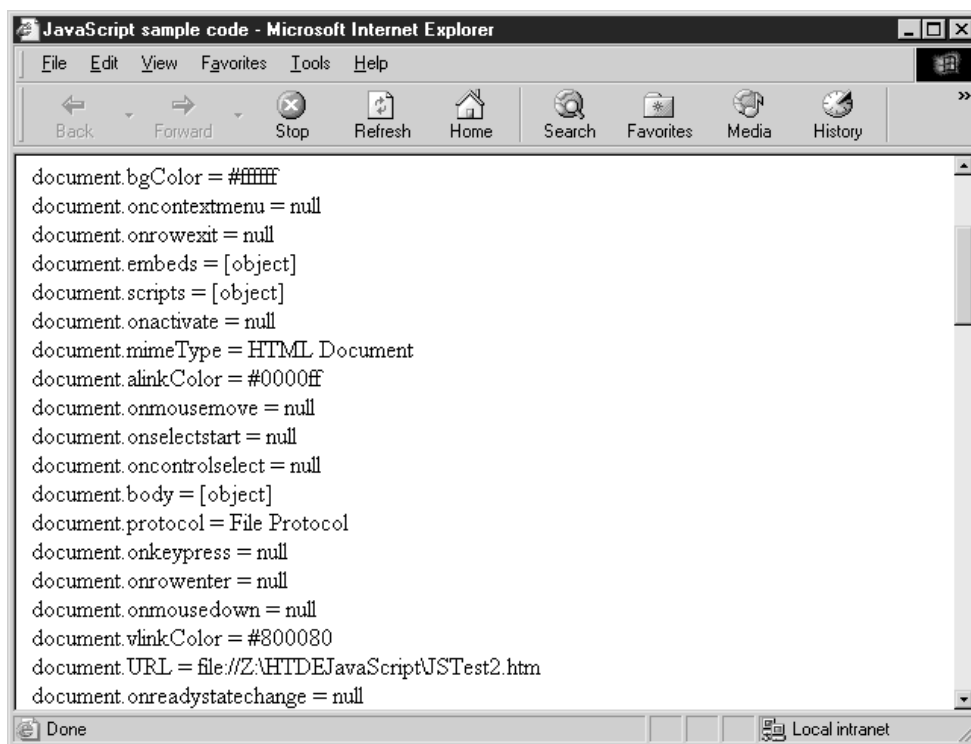 JavaScript sample code - Microsoft Internet Explorer
File Edit View Favorites Tools Help
Back Forward Stop Refresh Home Search Favorites Media History »
document.bgColor = #ffffff
document.oncontextmenu = null
document.onrowexit = null
document.embeds = [object]
document.scripts = [object]
document.onactivate = null
document.mimeType = HTML Document
document.alinkColor = #0000ff
document.onmousemove = null
document.onselectstart = null
document.oncontrolselect = null
document.body = [object]
document.protocol = File Protocol
document.onkeypress = null
document.onrowenter = null
document.onmousedown = null
document.vlinkColor = #800080
document.URL = file://Z:\HTDEJavaScript\JSTest2.htm
document.onreadystatechange = null
Done Local intranet